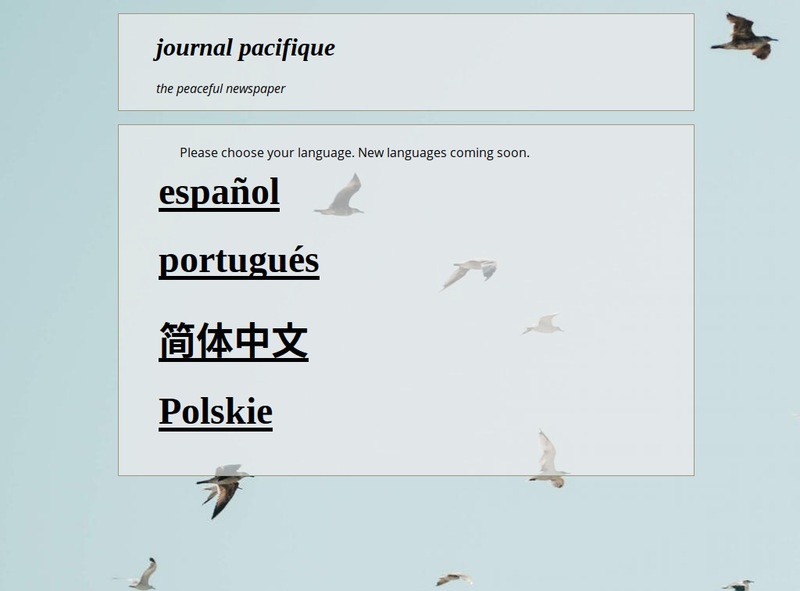 journal pacifique
the peaceful newspaper
Please choose your language. New languages coming soon.
español
portugués
简体中文
Polskie